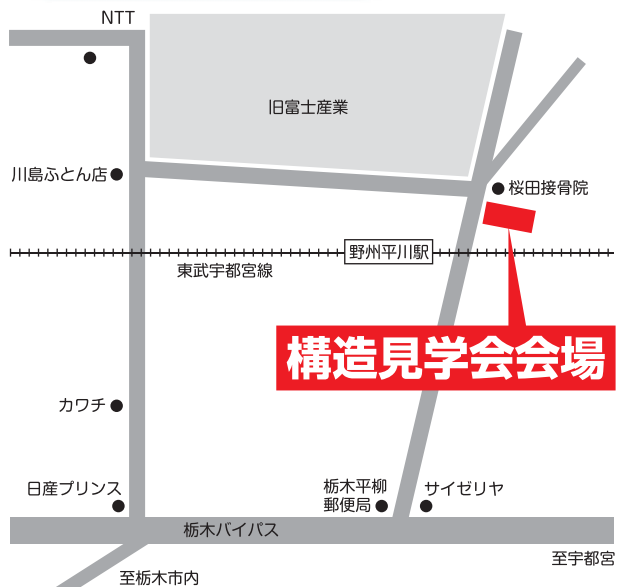 NTT
旧富士産業
川島ふとん店
桜田接骨院
野州平川駅
東武宇都宮線
構造見学会会場
カワチ
日産プリンス
栃木平柳
郵便局
サイゼリヤ
栃木バイパス
至宇都宮
至栃木市内